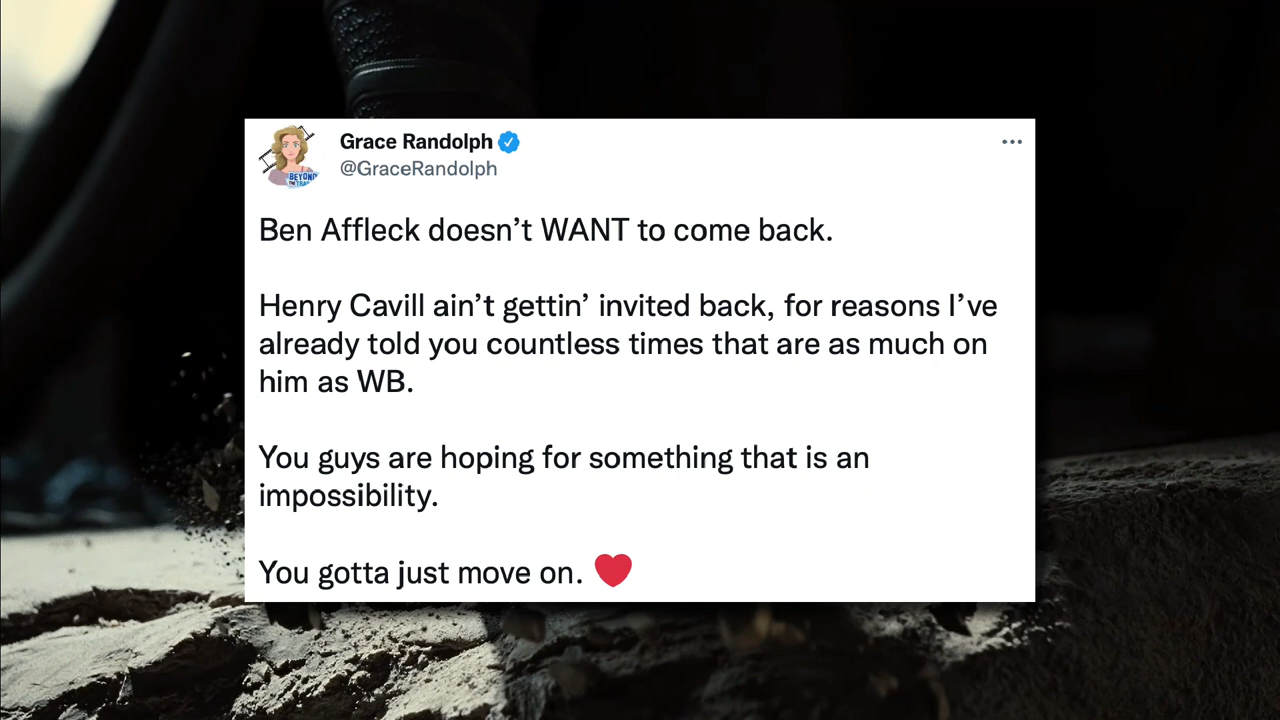 Grace Randolph
@GraceRandolph
Ben Affleck doesn’t WANT to come back.
Henry Cavill ain’t gettin’ invited back, for reasons I’ve
already told you countless times that are as much on
him as WB.
You guys are hoping for something that is an
impossibility.
You gotta just move on. ❤️
BEYOND
THE TRAI